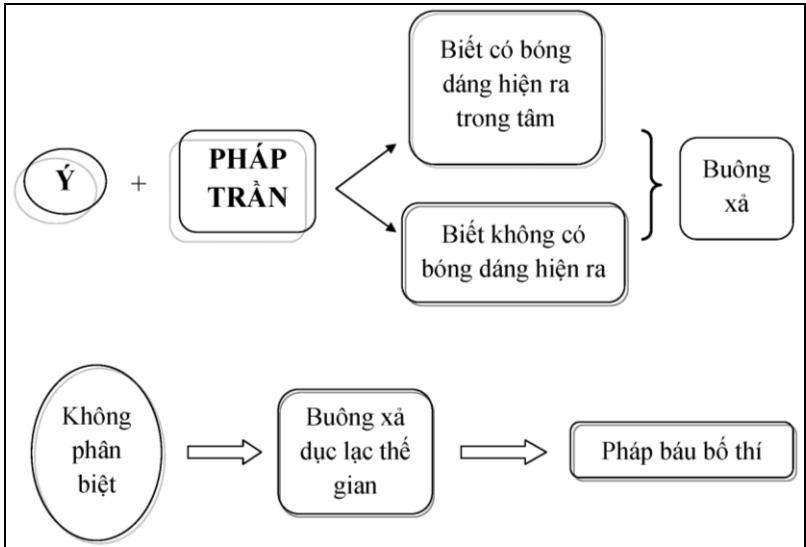 Biết có bóng
dáng hiện ra
trong tâm
Ý
+
PHÁP
TRẦN
Biết không có
bóng dáng hiện ra
Buông
xả
Không
phân
biệt
Buông xả
dục lạc thế
gian
Pháp báu bố thí